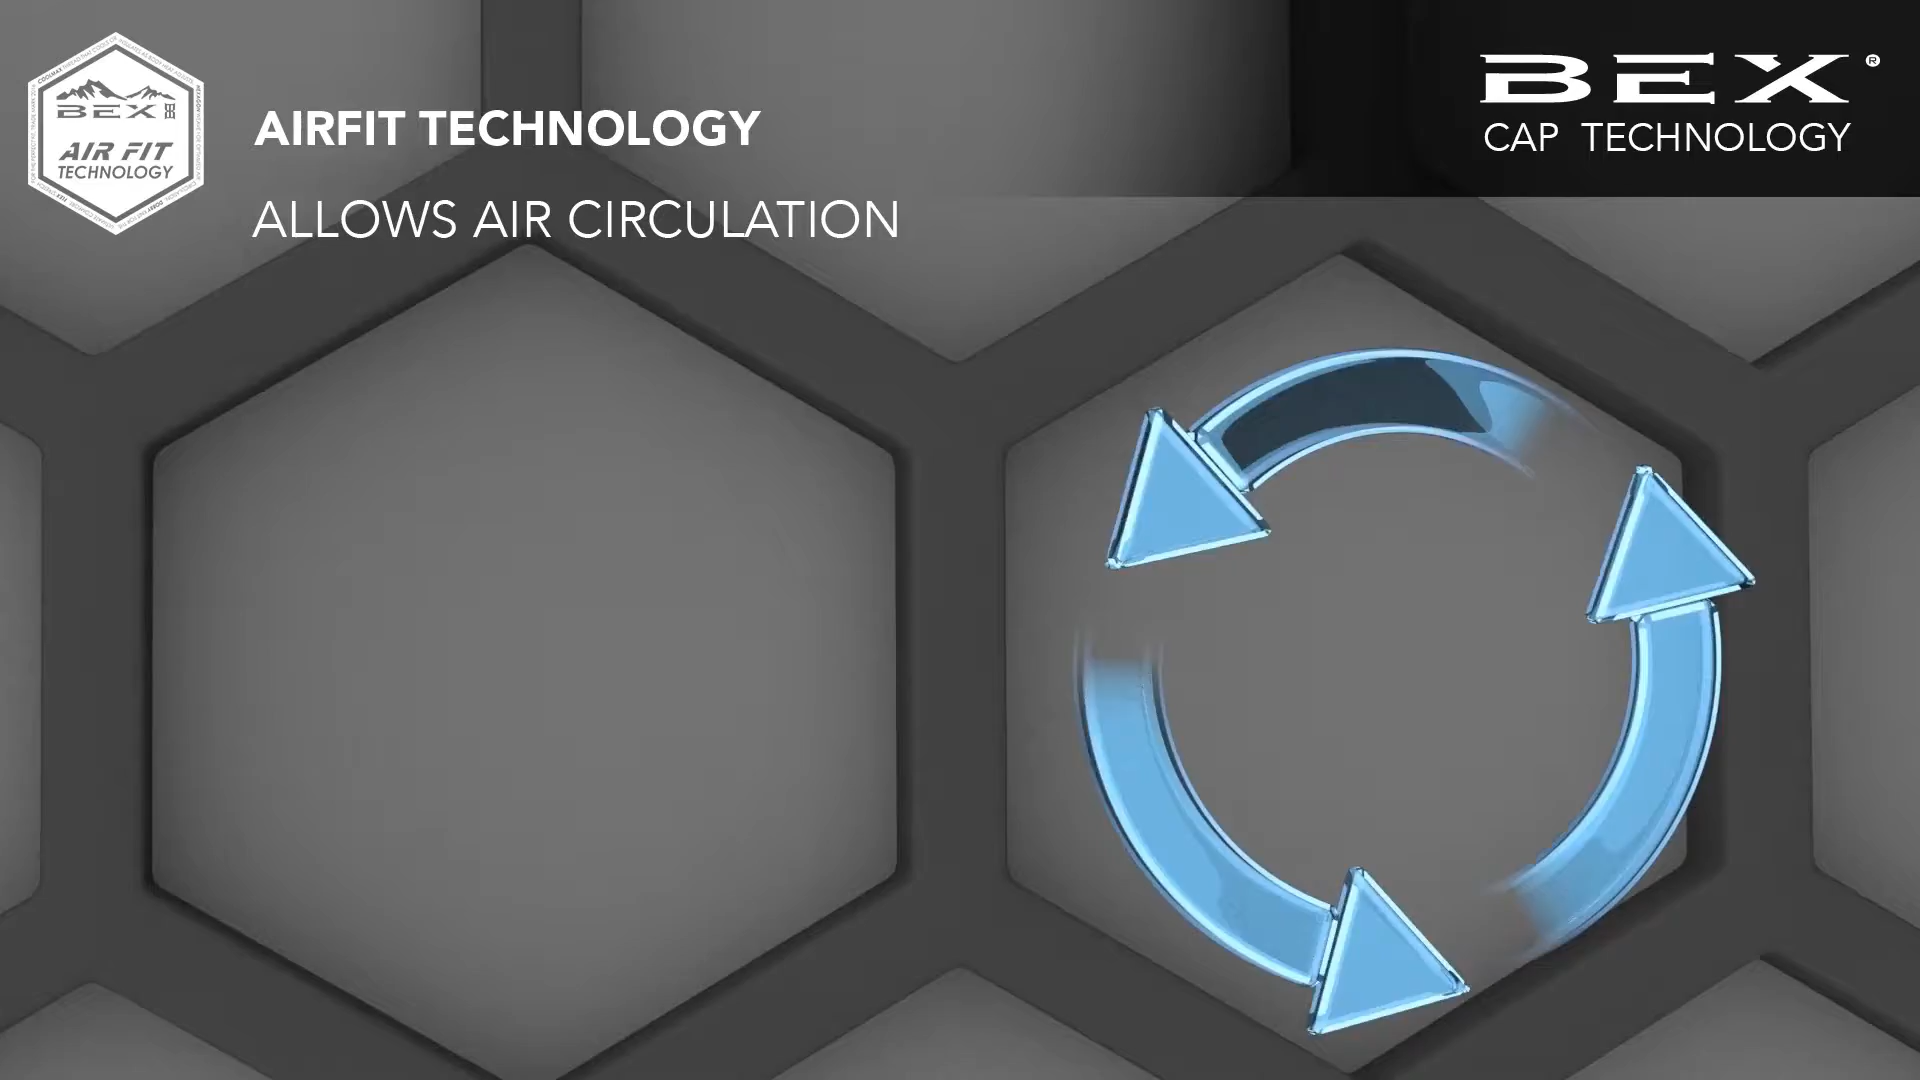 BEX
AIR FIT
TECHNOLOGY
AIRFIT TECHNOLOGY
ALLOWS AIR CIRCULATION
BEX®
CAP TECHNOLOGY